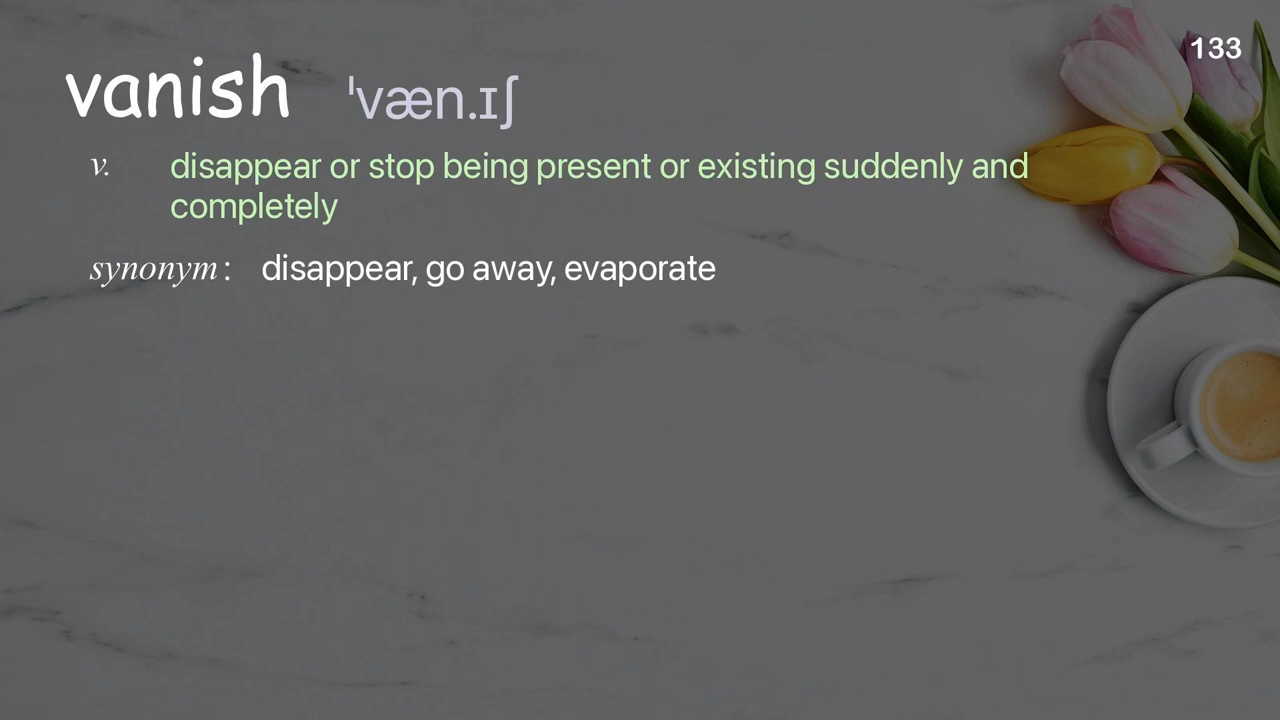 133
vanish ˈvæn.ɪʃ
v. disappear or stop being present or existing suddenly and
completely
synonym : disappear, go away, evaporate